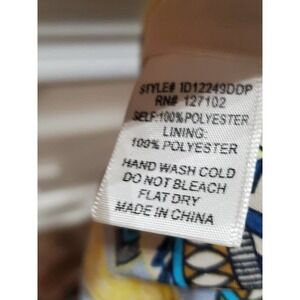 STYLE# ID12249DDP
RN# 127102
SELF:100% POLYESTER
LINING:
100% POLYESTER
HAND WASH COLD
DO NOT BLEACH
FLAT DRY
MADE IN CHINA